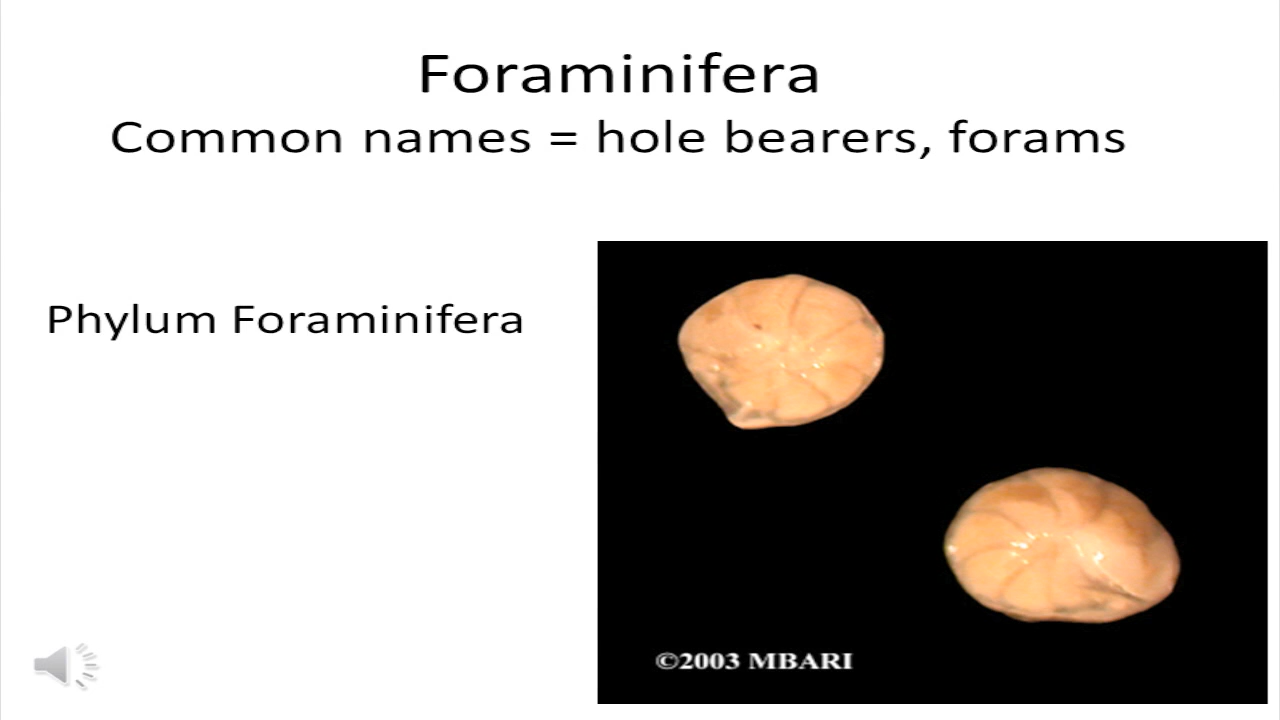 Foraminifera
Common names = hole bearers, forams
Phylum Foraminifera
©2003 MBARI